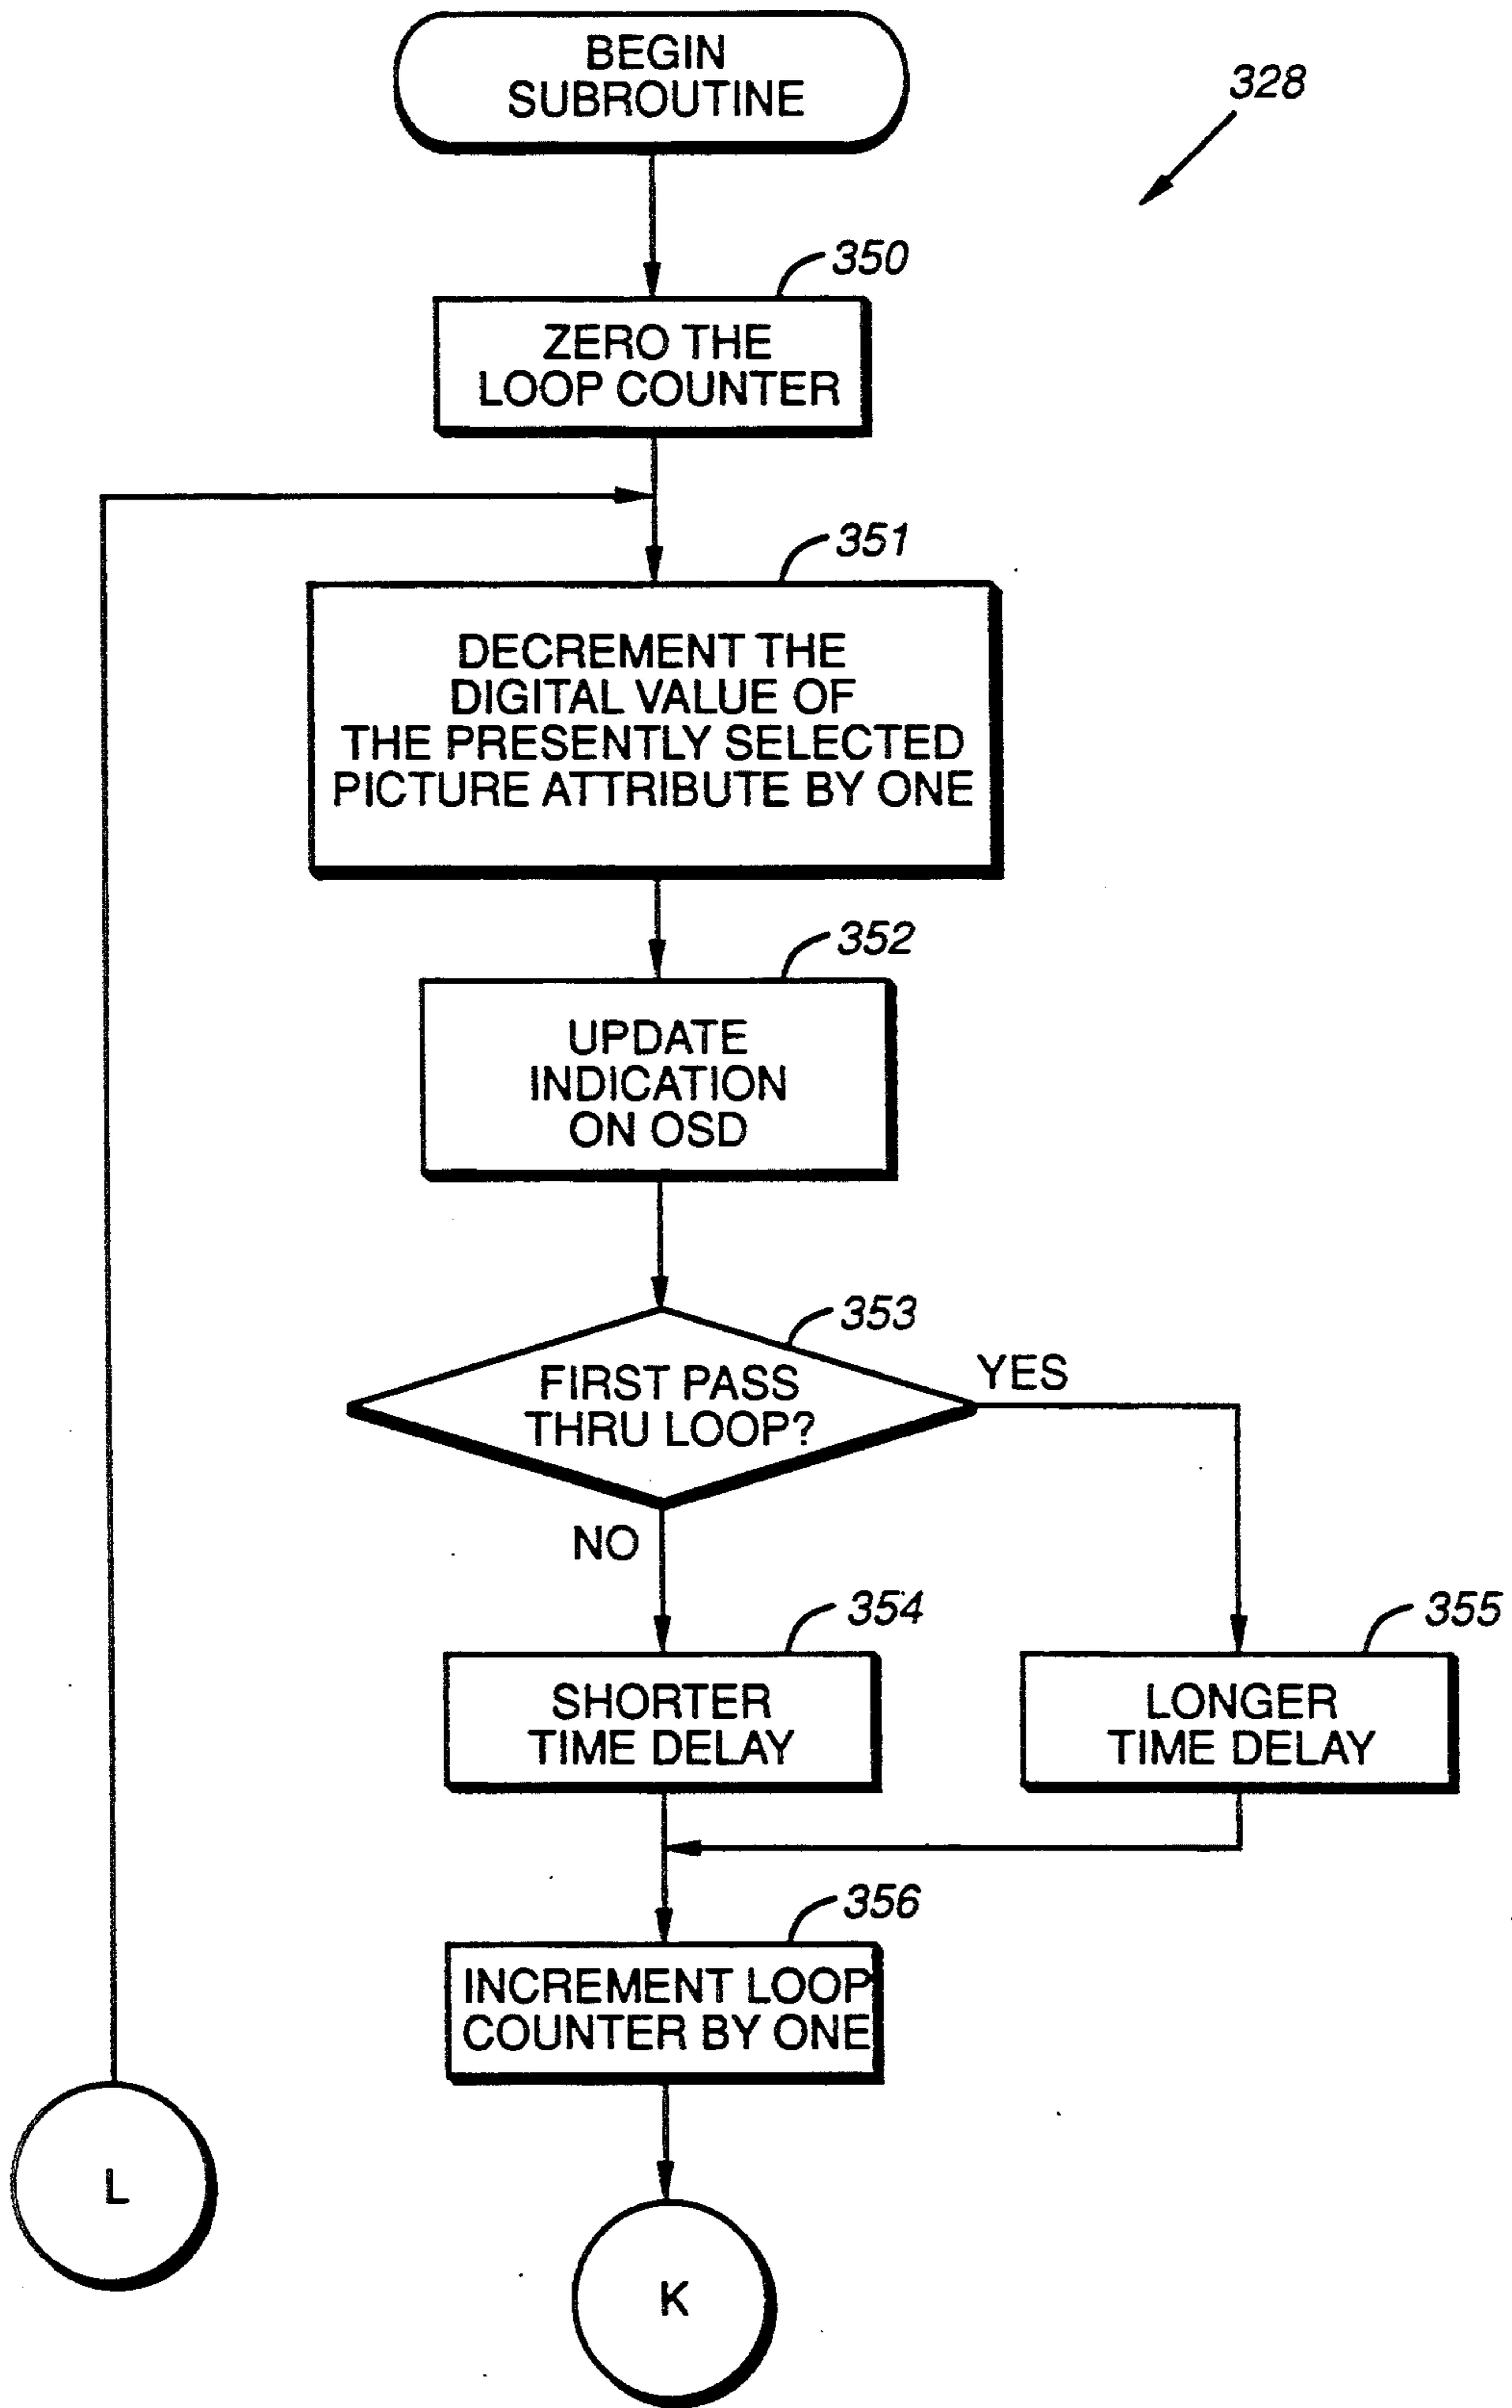 BEGIN
SUBROUTINE
328
350
ZERO THE
LOOP COUNTER
351
DECREMENT THE
DIGITAL VALUE OF
THE PRESENTLY SELECTED
PICTURE ATTRIBUTE BY ONE
352
UPDATE
INDICATION
ON OSD
353
FIRST PASS
THRU LOOP?
YES
NO
354
SHORTER
TIME DELAY
355
LONGER
TIME DELAY
356
INCREMENT LOOP
COUNTER BY ONE
L
K